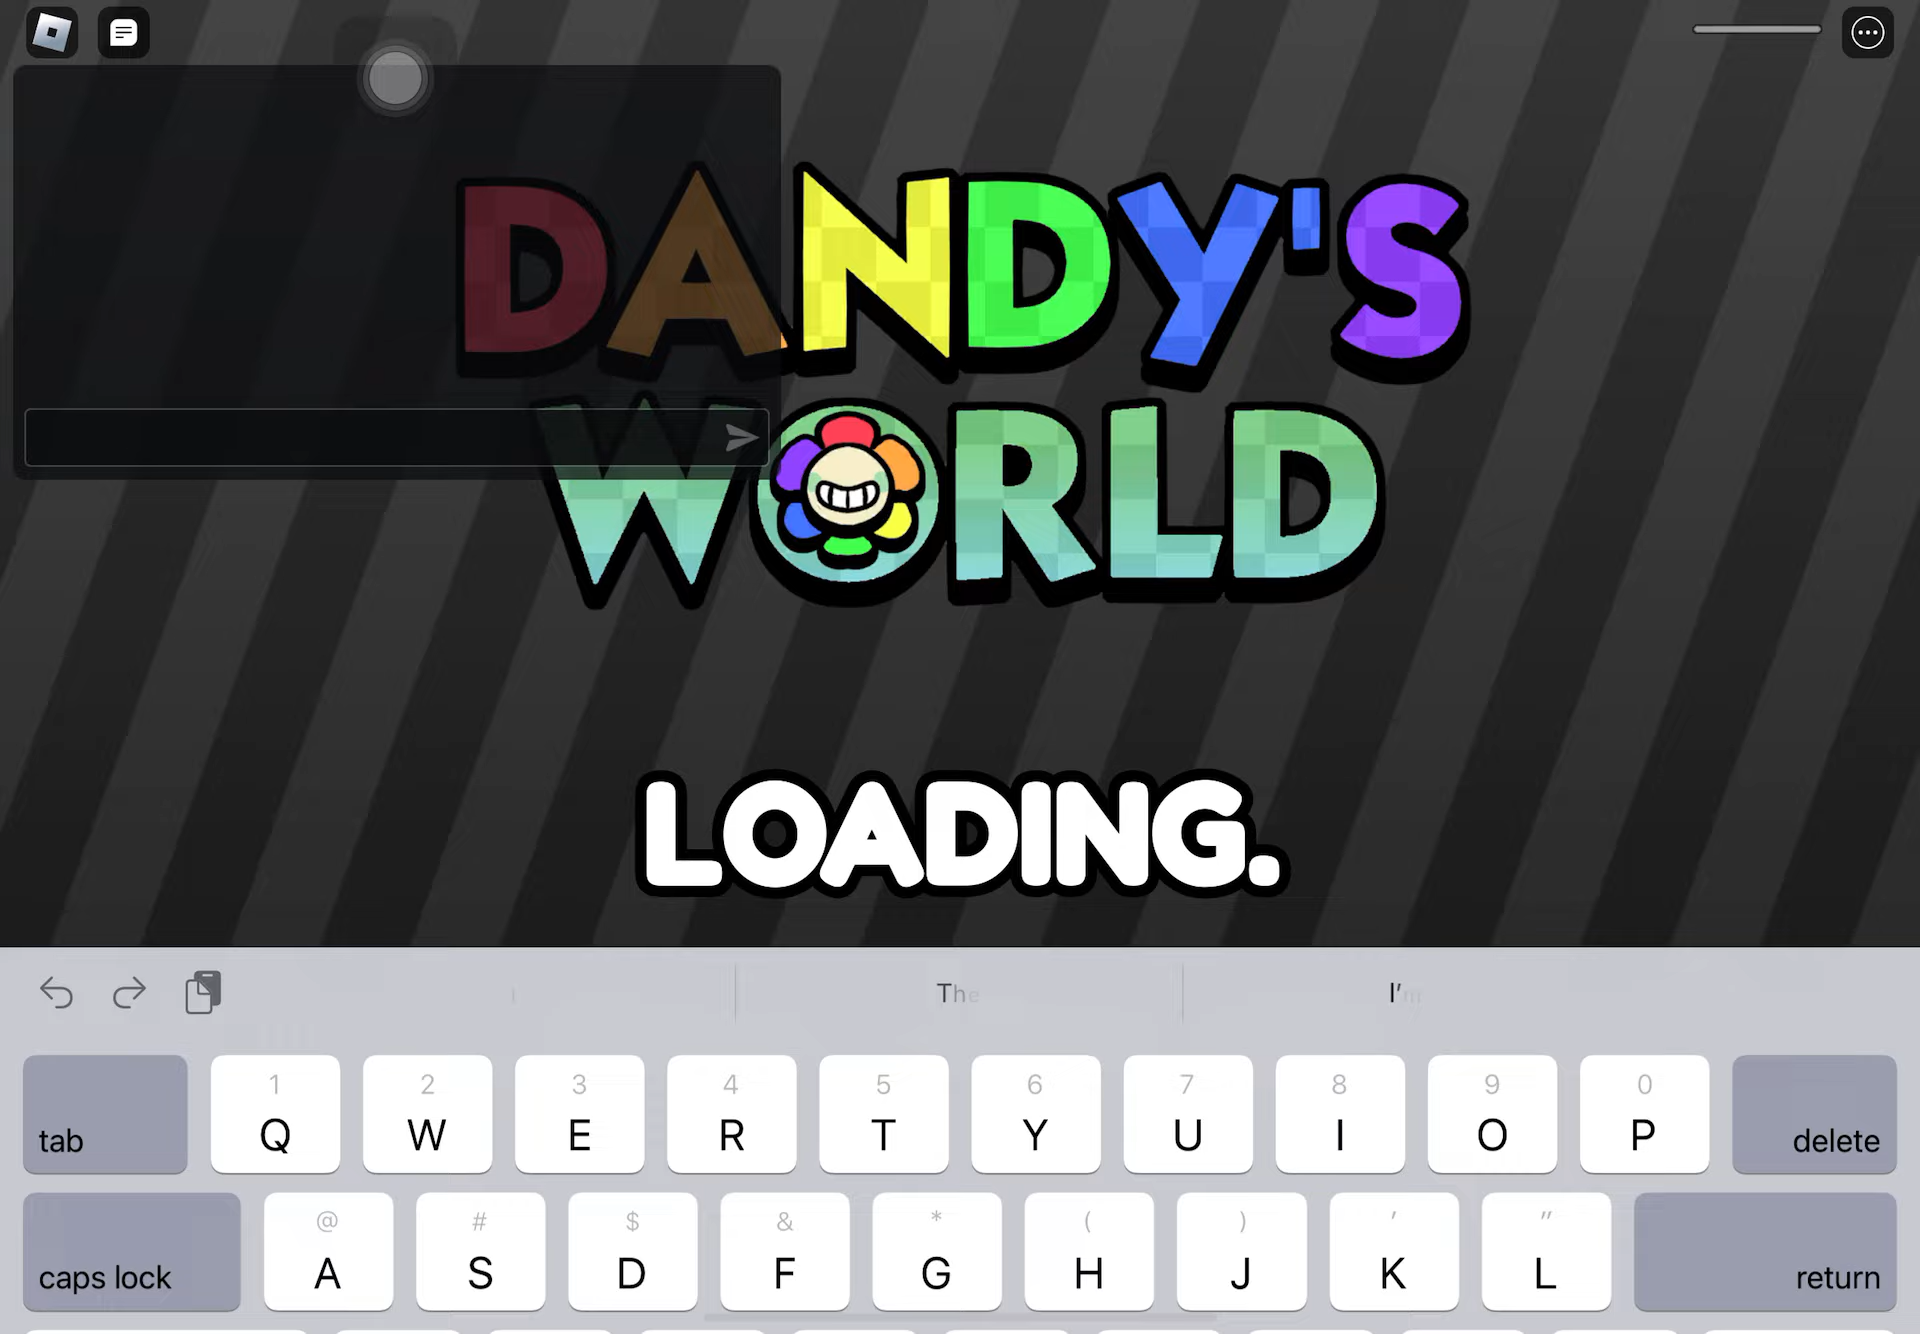 DANDY'S
WORLD
LOADING.
The I'm
1 2 3 4 5 6 7 8 9 0
tab Q W E R T Y U I O P delete
@ # $ & * ( ) ' "
caps lock A S D F G H J K L return